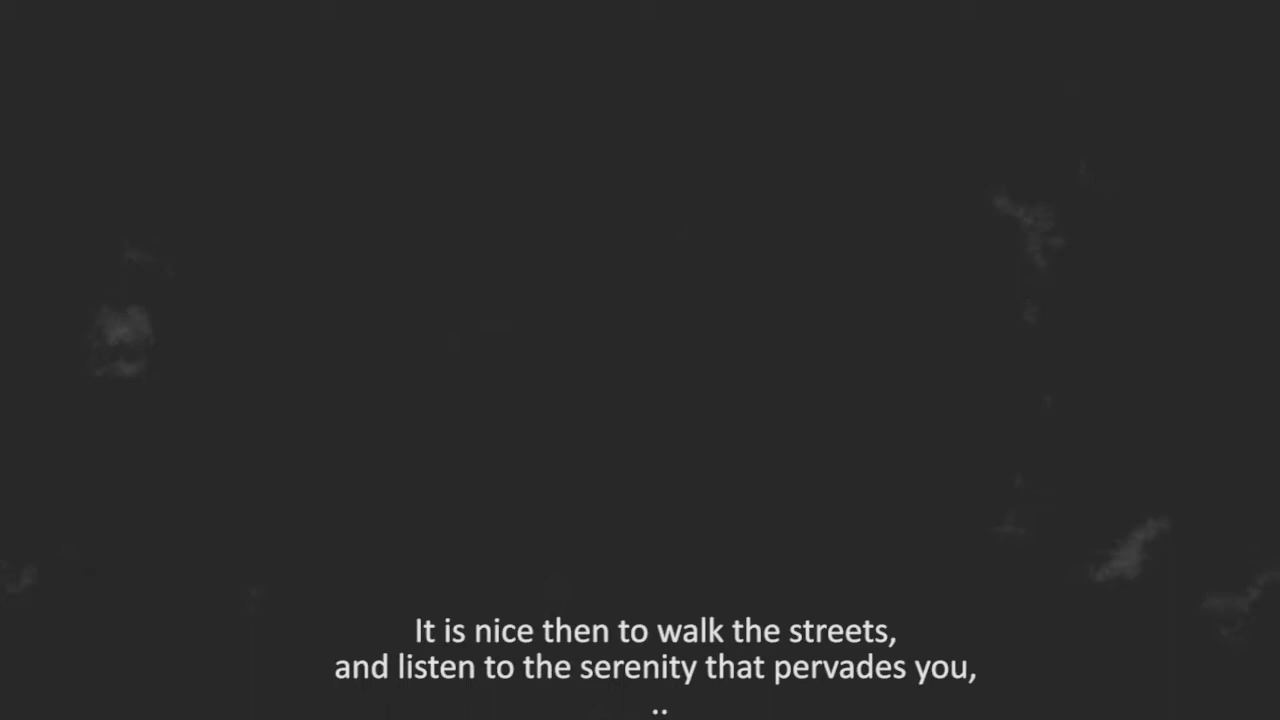 It is nice then to walk the streets,
and listen to the serenity that pervades you,
..